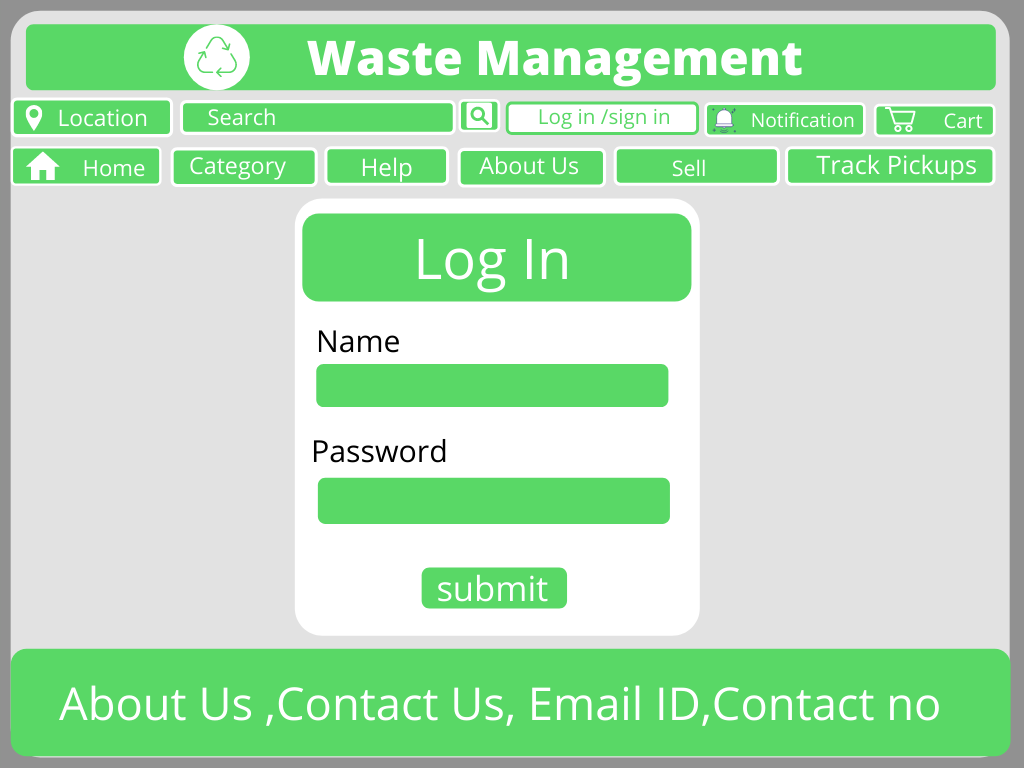 Waste Management
Location Search Log in /sign in Notification Cart
Home Category Help About Us Sell Track Pickups
Log In
Name
Password
submit
About Us ,Contact Us, Email ID,Contact no